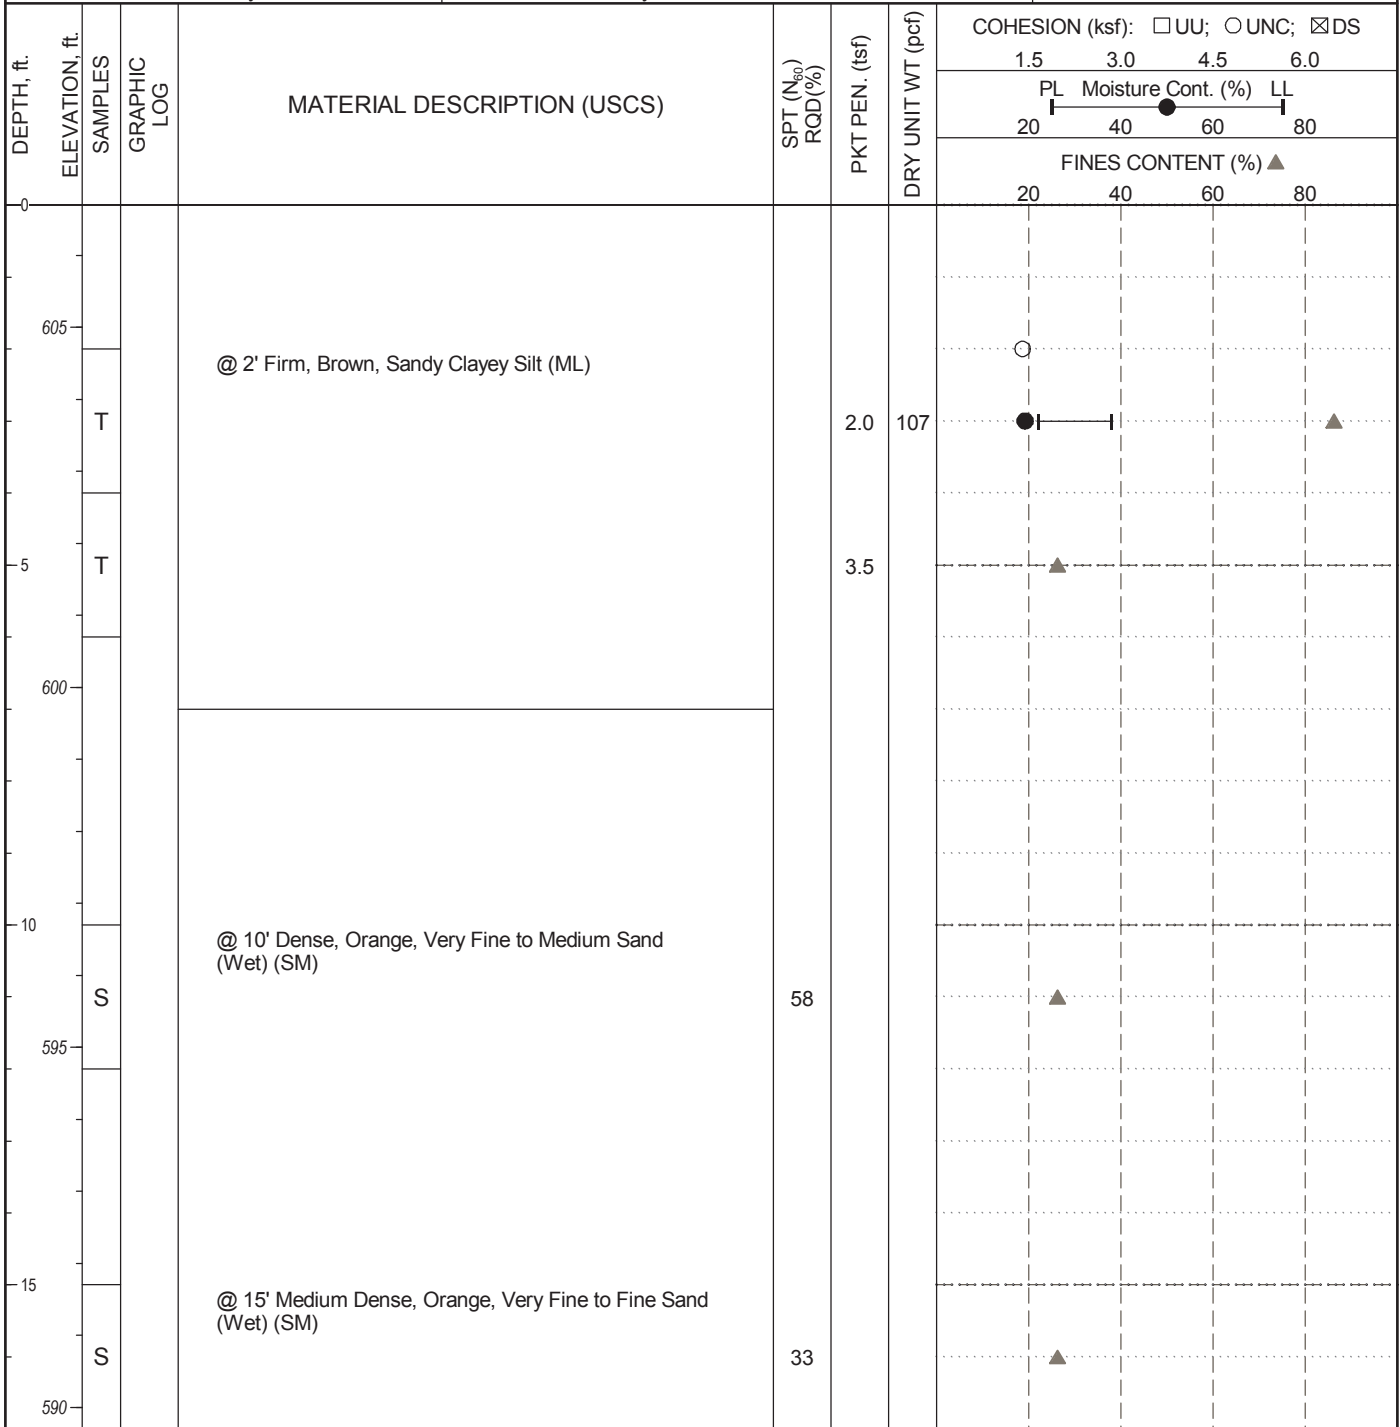 COHESION (ksf): □ UU; ○ UNC; ⊠ DS
1.5 3.0 4.5 6.0
PL Moisture Cont. (%) LL
20 40 60 80
FINES CONTENT (%) ▲
20 40 60 80
DEPTH, ft.
ELEVATION, ft.
SAMPLES
GRAPHIC
LOG
MATERIAL DESCRIPTION (USCS)
SPT (N60)
RQD(%)
PKT PEN. (tsf)
DRY UNIT WT (pcf)
0
605
@ 2' Firm, Brown, Sandy Clayey Silt (ML)
T 2.0 107
5 T 3.5
600
10
@ 10' Dense, Orange, Very Fine to Medium Sand
(Wet) (SM)
S 58
595
15
@ 15' Medium Dense, Orange, Very Fine to Fine Sand
(Wet) (SM)
S 33
590